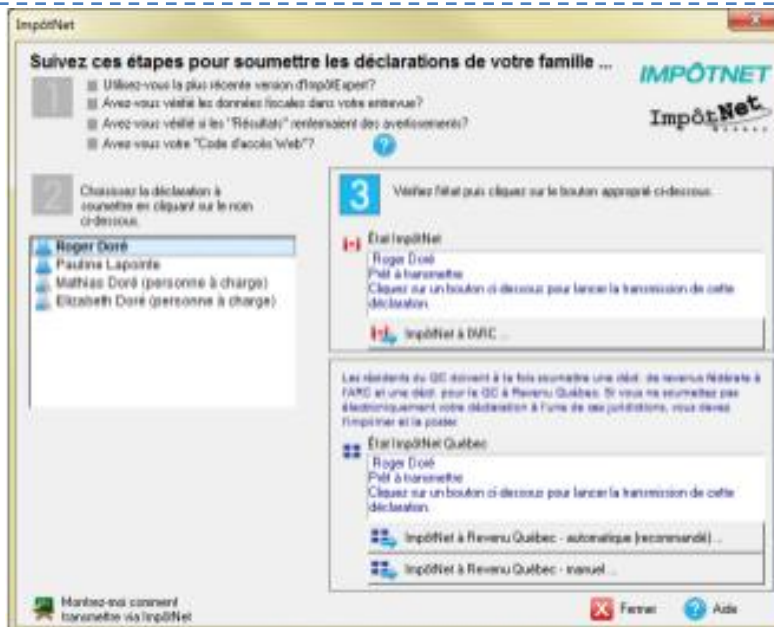 ImpôtNet
Suivez ces étapes pour soumettre les déclarations de votre famille ...
IMPÔTNET
ImpôtNet
1
Utilisez-vous la plus récente version d'ImpôtExpert?
Avez-vous vérifié les données fiscales dans votre entrevue?
Avez-vous vérifié si les "Résultats" renfermaient des avertissements?
Avez-vous votre "Code d'accès Web"?
2
Choisissez la déclaration à
soumettre en cliquant sur le nom
ci-dessous.
Roger Doré
Pauline Lapointe
Mathias Doré (personne à charge)
Elizabeth Doré (personne à charge)
3
Vérifiez l'état puis cliquez sur le bouton approprié ci-dessous.
État ImpôtNet
Roger Doré
Prêt à transmettre
Cliquez sur un bouton ci-dessous pour lancer la transmission de cette
déclaration.
ImpôtNet à l'ARC ...
Les résidents du QC doivent à la fois soumettre une décl. de revenus fédérale à
l'ARC et une décl. pour le QC à Revenu Québec. Si vous ne soumettez pas
électroniquement votre déclaration à l'une de ces juridictions, vous devez
l'imprimer et la poster.
État ImpôtNet Québec
Roger Doré
Prêt à transmettre
Cliquez sur un bouton ci-dessous pour lancer la transmission de cette
déclaration.
ImpôtNet à Revenu Québec - automatique (recommandé) ...
ImpôtNet à Revenu Québec - manuel ...
Montrez-moi comment
transmettre via ImpôtNet
Fermer
Aide